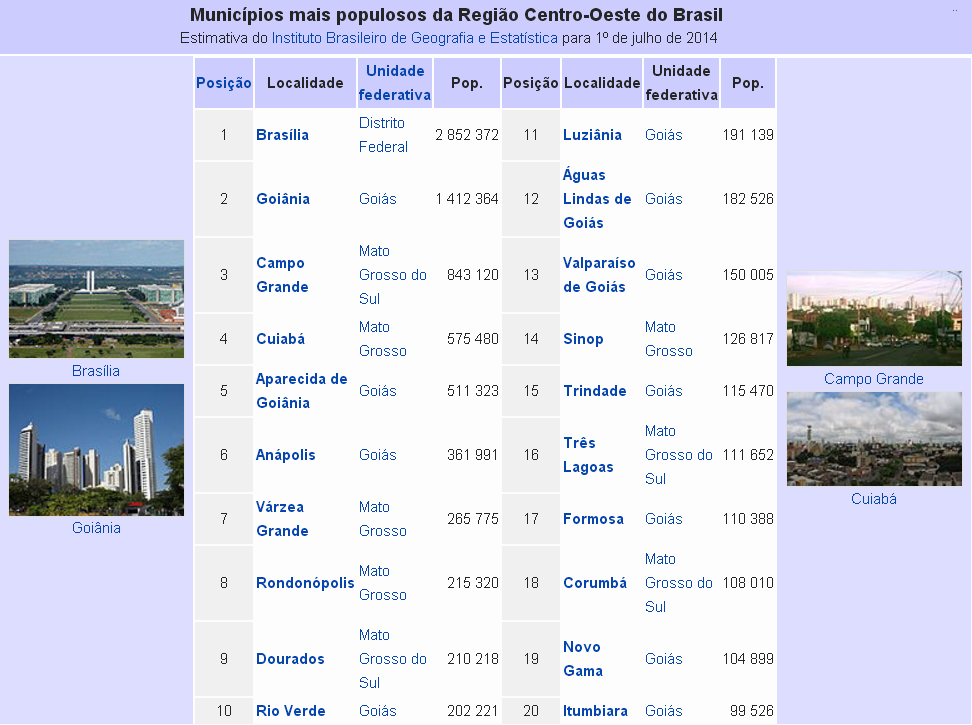 Municípios mais populosos da Região Centro-Oeste do Brasil
Estimativa do Instituto Brasileiro de Geografia e Estatística para 1º de julho de 2014
Posição Localidade Unidade federativa Pop. Posição Localidade Unidade federativa Pop.
1 Brasília Distrito Federal 2 852 372 11 Luziânia Goiás 191 139
2 Goiânia Goiás 1 412 364 12 Águas Lindas de Goiás Goiás 182 526
3 Campo Grande Mato Grosso do Sul 843 120 13 Valparaíso de Goiás Goiás 150 005
4 Cuiabá Mato Grosso 575 480 14 Sinop Mato Grosso 126 817
5 Aparecida de Goiânia Goiás 511 323 15 Trindade Goiás 115 470
6 Anápolis Goiás 361 991 16 Três Lagoas Mato Grosso do Sul 111 652
7 Várzea Grande Mato Grosso 265 775 17 Formosa Goiás 110 388
8 Rondonópolis Mato Grosso 215 320 18 Corumbá Mato Grosso do Sul 108 010
9 Dourados Mato Grosso do Sul 210 218 19 Novo Gama Goiás 104 899
10 Rio Verde Goiás 202 221 20 Itumbiara Goiás 99 526
Brasília
Goiânia
Campo Grande
Cuiabá